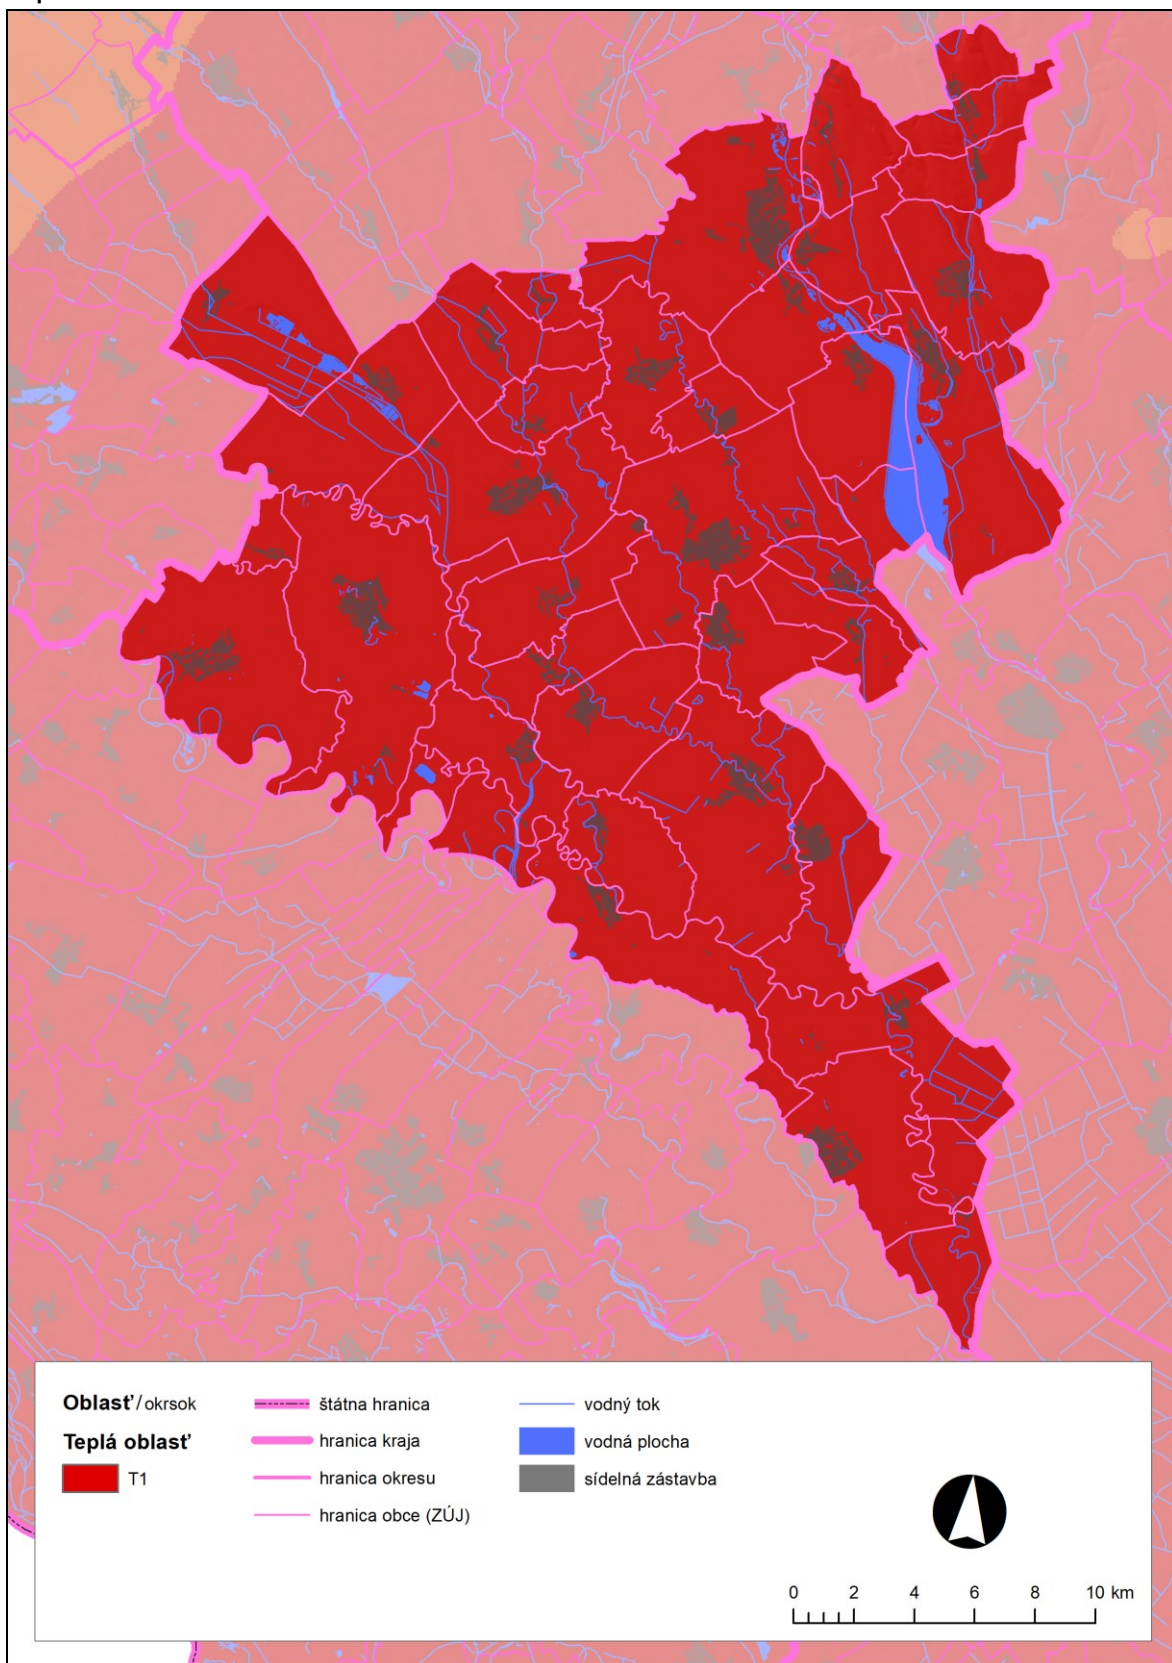 Oblasť/okrsok
Teplá oblasť
T1
štátna hranica
hranica kraja
hranica okresu
hranica obce (ZÚJ)
vodný tok
vodná plocha
sídelná zástavba
0 2 4 6 8 10 km